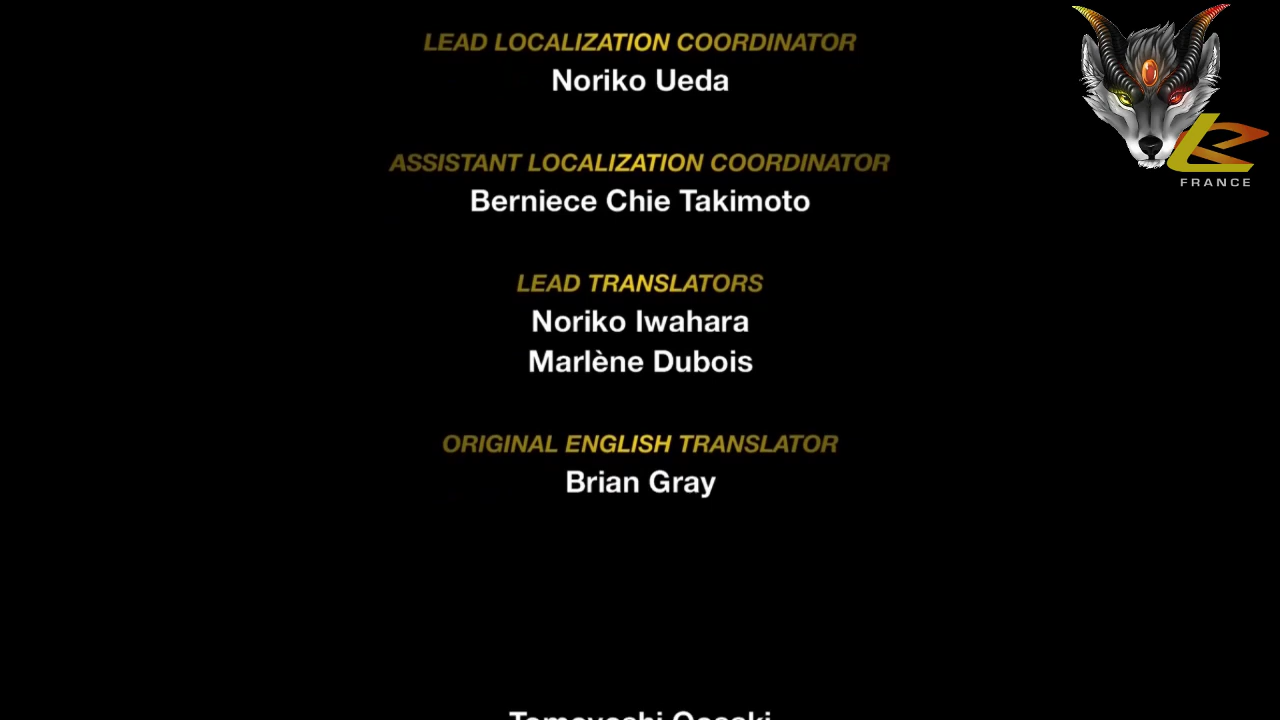 LEAD LOCALIZATION COORDINATOR
Noriko Ueda
ASSISTANT LOCALIZATION COORDINATOR
Berniece Chie Takimoto
LEAD TRANSLATORS
Noriko Iwahara
Marlène Dubois
ORIGINAL ENGLISH TRANSLATOR
Brian Gray
LR
FRANCE